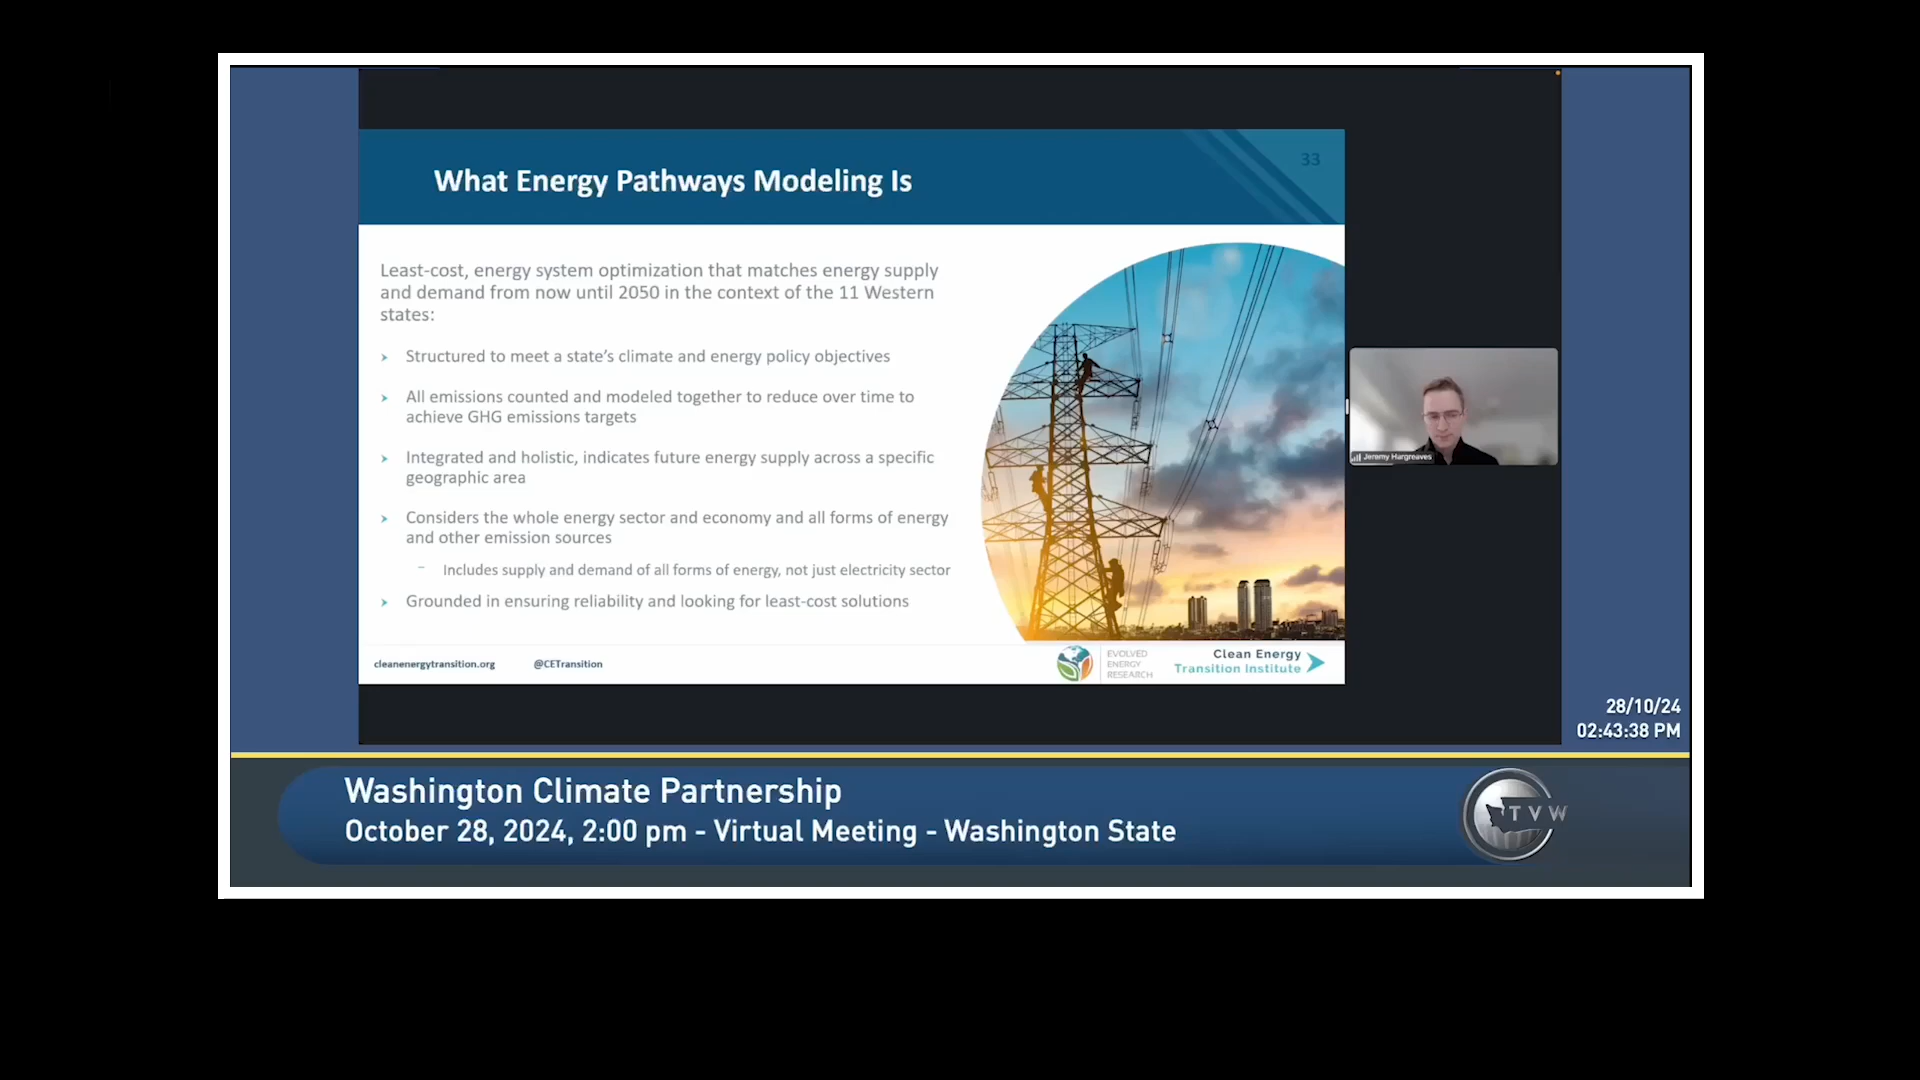 What Energy Pathways Modeling Is
33
Least-cost, energy system optimization that matches energy supply
and demand from now until 2050 in the context of the 11 Western
states:
Structured to meet a state's climate and energy policy objectives
All emissions counted and modeled together to reduce over time to
achieve GHG emissions targets
Integrated and holistic, indicates future energy supply across a specific
geographic area
Considers the whole energy sector and economy and all forms of energy
and other emission sources
– Includes supply and demand of all forms of energy, not just electricity sector
Grounded in ensuring reliability and looking for least-cost solutions
cleanenergytransition.org @CETransition
EVOLVED
ENERGY
RESEARCH
Clean Energy
Transition Institute
Jeremy Hargreaves
28/10/24
02:43:38 PM
Washington Climate Partnership
October 28, 2024, 2:00 pm - Virtual Meeting - Washington State
TVW